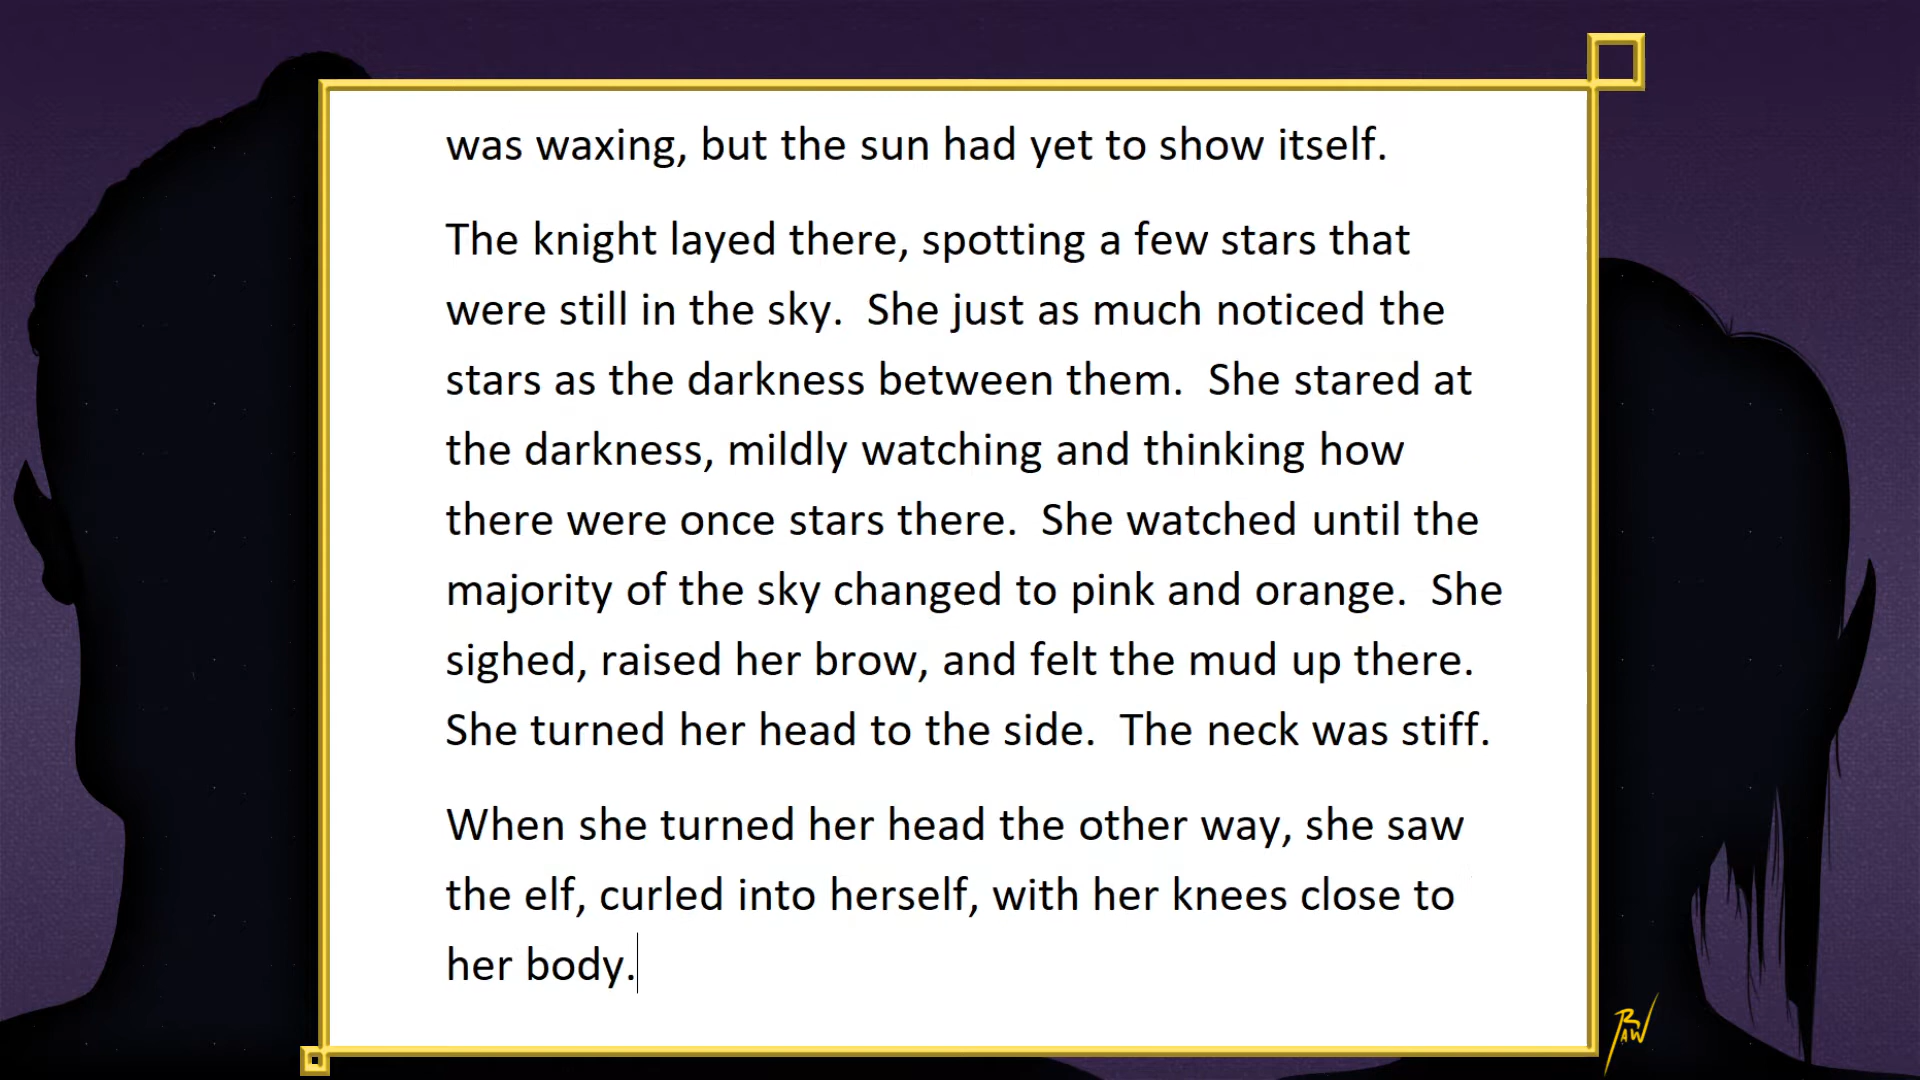 was waxing, but the sun had yet to show itself.
The knight layed there, spotting a few stars that
were still in the sky.  She just as much noticed the
stars as the darkness between them.  She stared at
the darkness, mildly watching and thinking how
there were once stars there.  She watched until the
majority of the sky changed to pink and orange.  She
sighed, raised her brow, and felt the mud up there.
She turned her head to the side.  The neck was stiff.
When she turned her head the other way, she saw
the elf, curled into herself, with her knees close to
her body.
RAW